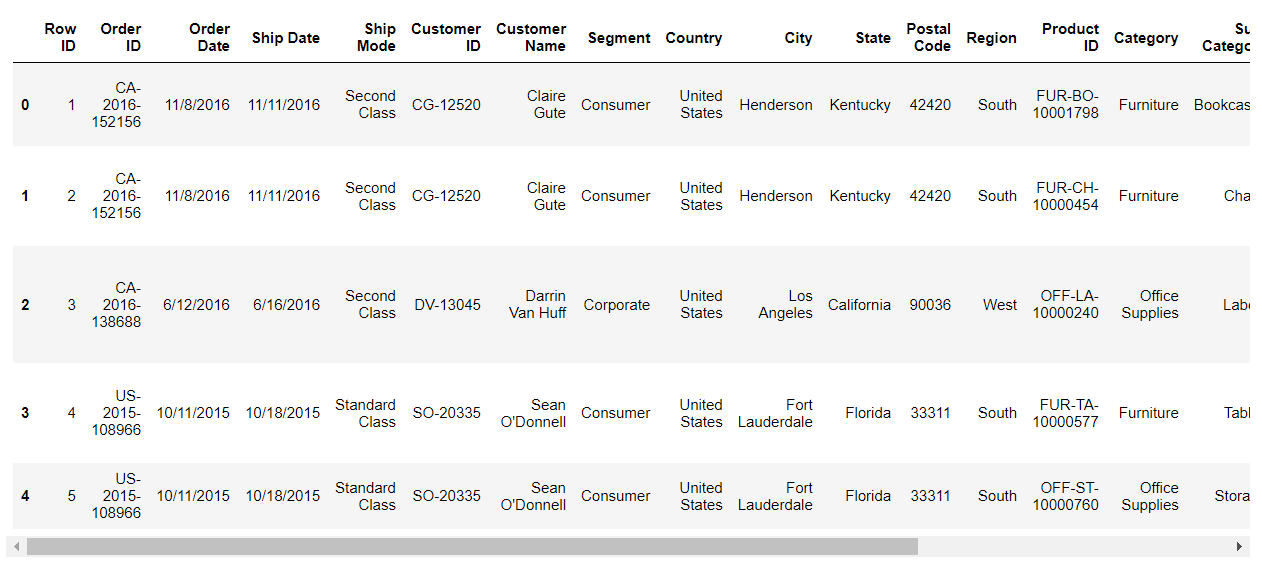 Row ID Order ID Order Date Ship Date Ship Mode Customer ID Customer Name Segment Country City State Postal Code Region Product ID Category Su Catego
0 1 CA-2016-152156 11/8/2016 11/11/2016 Second Class CG-12520 Claire Gute Consumer United States Henderson Kentucky 42420 South FUR-BO-10001798 Furniture Bookcas
1 2 CA-2016-152156 11/8/2016 11/11/2016 Second Class CG-12520 Claire Gute Consumer United States Henderson Kentucky 42420 South FUR-CH-10000454 Furniture Cha
2 3 CA-2016-138688 6/12/2016 6/16/2016 Second Class DV-13045 Darrin Van Huff Corporate United States Los Angeles California 90036 West OFF-LA-10000240 Office Supplies Labe
3 4 US-2015-108966 10/11/2015 10/18/2015 Standard Class SO-20335 Sean O'Donnell Consumer United States Fort Lauderdale Florida 33311 South FUR-TA-10000577 Furniture Tabl
4 5 US-2015-108966 10/11/2015 10/18/2015 Standard Class SO-20335 Sean O'Donnell Consumer United States Fort Lauderdale Florida 33311 South OFF-ST-10000760 Office Supplies Stora